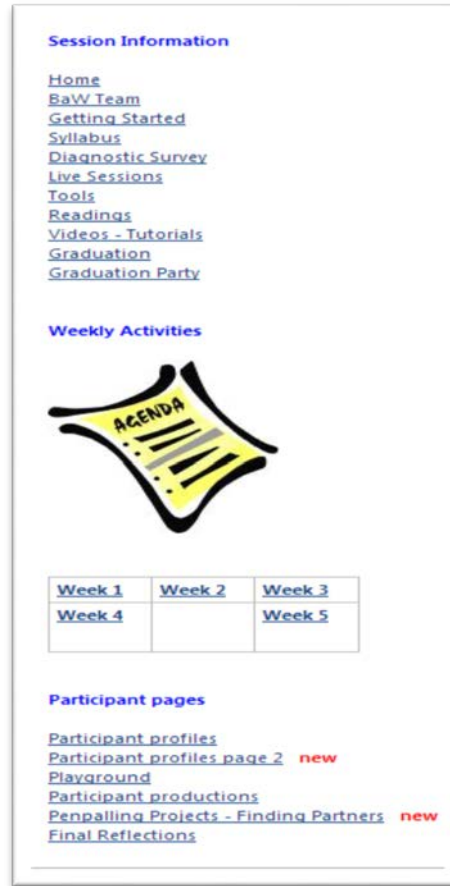 Session Information
Home
BaW Team
Getting Started
Syllabus
Diagnostic Survey
Live Sessions
Tools
Readings
Videos - Tutorials
Graduation
Graduation Party
Weekly Activities
AGENDA
Week 1 Week 2 Week 3
Week 4 Week 5
Participant pages
Participant profiles
Participant profiles page 2 new
Playground
Participant productions
Penpalling Projects - Finding Partners new
Final Reflections